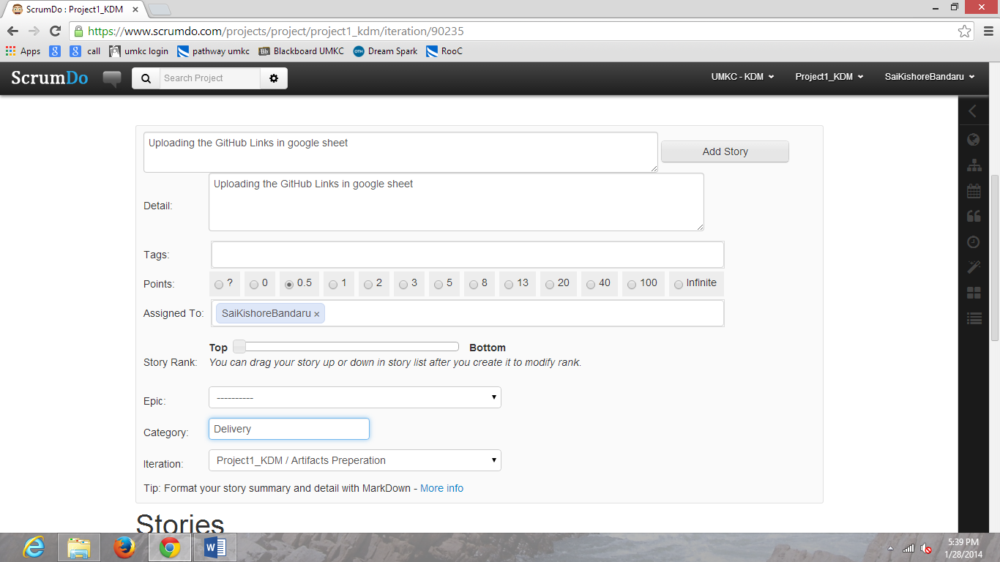 ScrumDo : Project1_KDM
https://www.scrumdo.com/projects/project/project1_kdm/iteration/90235
Apps call umkc login pathway umkc Bb Blackboard UMKC OTH Dream Spark RooC
ScrumDo Search Project UMKC - KDM Project1_KDM SaiKishoreBandaru
Uploading the GitHub Links in google sheet
Add Story
Uploading the GitHub Links in google sheet
Detail:
Tags:
Points: ? 0 0.5 1 2 3 5 8 13 20 40 100 Infinite
Assigned To: SaiKishoreBandaru ×
Top Bottom
Story Rank: You can drag your story up or down in story list after you create it to modify rank.
Epic: ----------
Category: Delivery
Iteration: Project1_KDM / Artifacts Preperation
Tip: Format your story summary and detail with MarkDown - More info
Stories
5:39 PM
1/28/2014